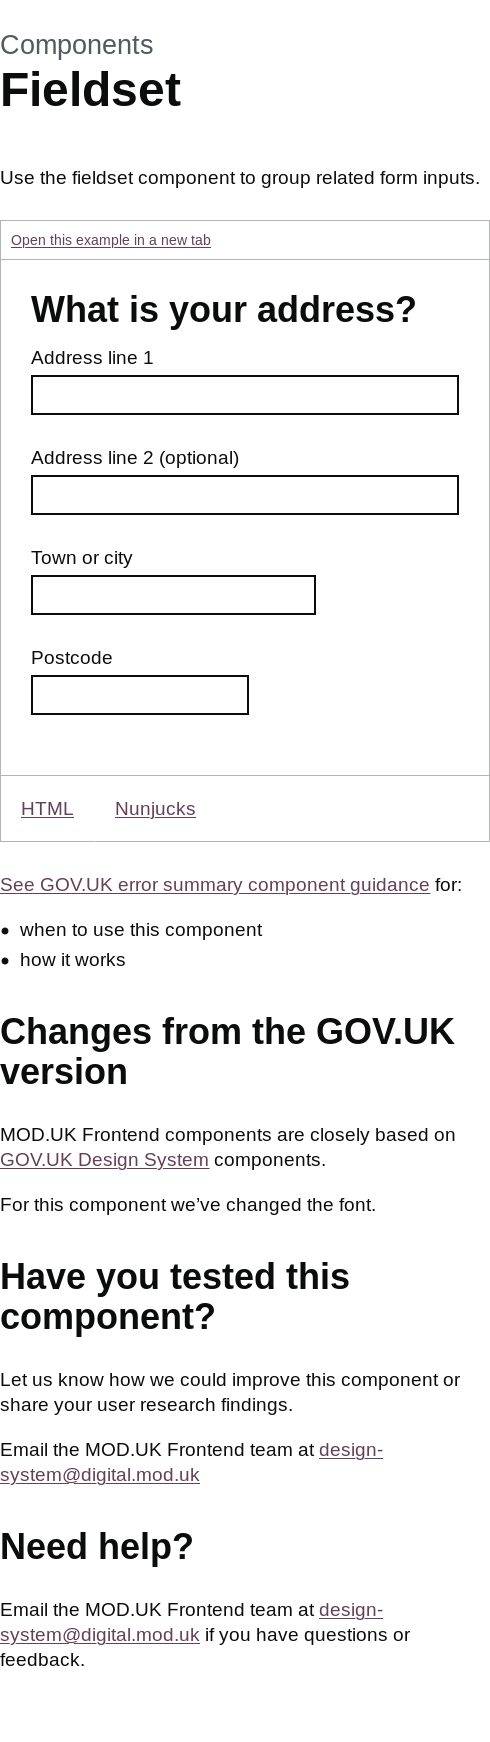 Components
Fieldset
Use the fieldset component to group related form inputs.
Open this example in a new tab
What is your address?
Address line 1
Address line 2 (optional)
Town or city
Postcode
HTML Nunjucks
See GOV.UK error summary component guidance for:
• when to use this component
• how it works
Changes from the GOV.UK
version
MOD.UK Frontend components are closely based on
GOV.UK Design System components.
For this component we’ve changed the font.
Have you tested this
component?
Let us know how we could improve this component or
share your user research findings.
Email the MOD.UK Frontend team at design-
system@digital.mod.uk
Need help?
Email the MOD.UK Frontend team at design-
system@digital.mod.uk if you have questions or
feedback.